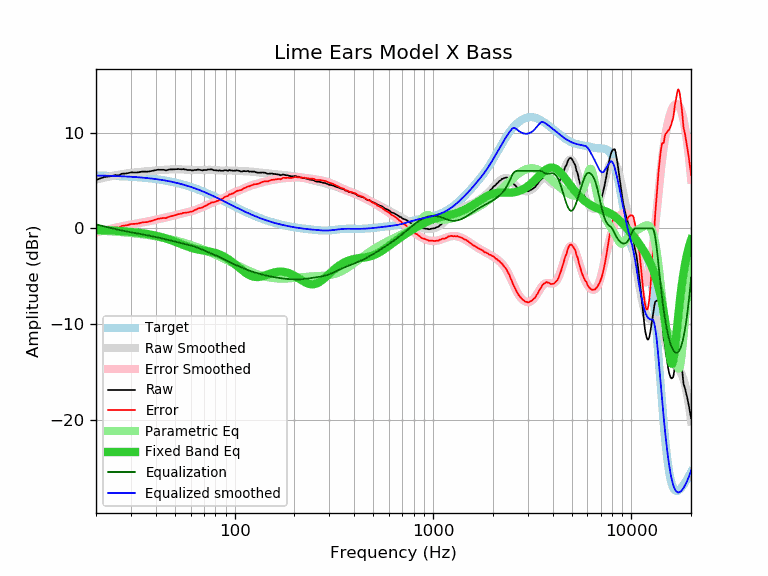 Lime Ears Model X Bass
Amplitude (dBr)
10
0
−10
−20
Target
Raw Smoothed
Error Smoothed
Raw
Error
Parametric Eq
Fixed Band Eq
Equalization
Equalized smoothed
100
1000
10000
Frequency (Hz)